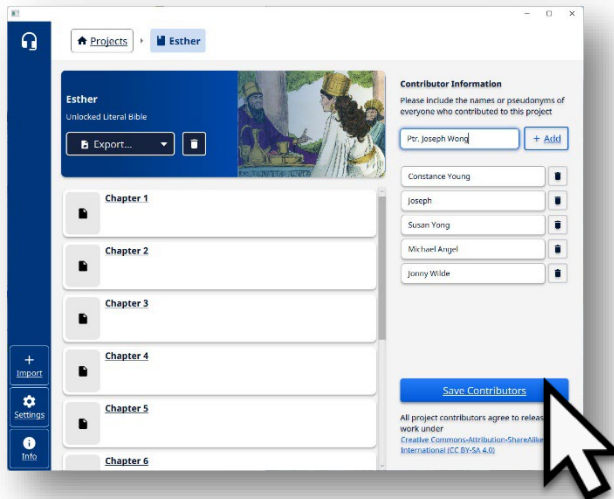 Projects
Esther
Esther
Unlocked Literal Bible
Export...
Chapter 1
Chapter 2
Chapter 3
Chapter 4
Chapter 5
Chapter 6
Import
Settings
Info
Contributor Information
Please include the names or pseudonyms of
everyone who contributed to this project
Ptr. Joseph Wong
+ Add
Constance Young
Joseph
Susan Yong
Michael Angel
Jonny Wilde
Save Contributors
All project contributors agree to
work under
Creative Commons-Attribution-ShareAlike
International (CC BY-SA 4.0)